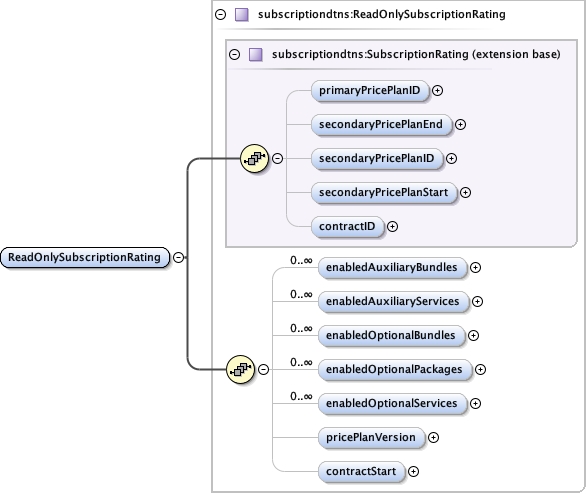 subscriptiondtns:ReadOnlySubscriptionRating
subscriptiondtns:SubscriptionRating (extension base)
primaryPricePlanID
secondaryPricePlanEnd
secondaryPricePlanID
secondaryPricePlanStart
contractID
ReadOnlySubscriptionRating
0..∞
enabledAuxiliaryBundles
0..∞
enabledAuxiliaryServices
0..∞
enabledOptionalBundles
0..∞
enabledOptionalPackages
0..∞
enabledOptionalServices
pricePlanVersion
contractStart